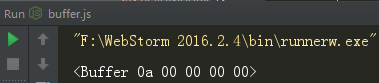 Run buffer.js
"F:\WebStorm 2016.2.4\bin\runnerw.exe"
<Buffer 0a 00 00 00 00>